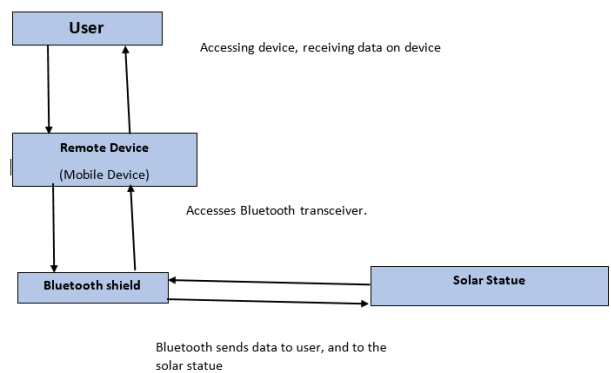 User
Accessing device, receiving data on device
Remote Device
(Mobile Device)
Accesses Bluetooth transceiver.
Bluetooth shield
Solar Statue
Bluetooth sends data to user, and to the
solar statue